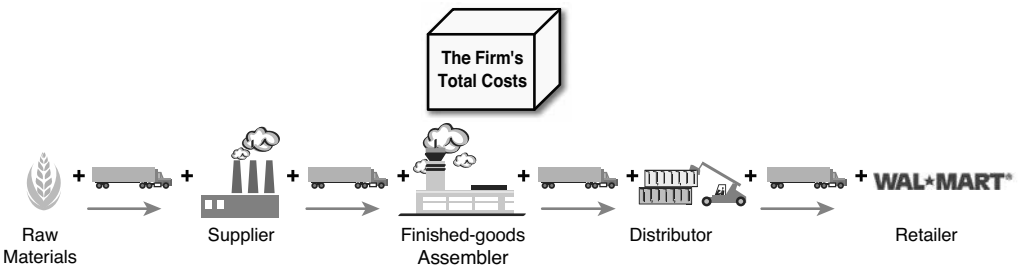 The Firm's
Total Costs
+ + + + + + + +
WAL★MART®
Raw
Materials
Supplier
Finished-goods
Assembler
Distributor
Retailer